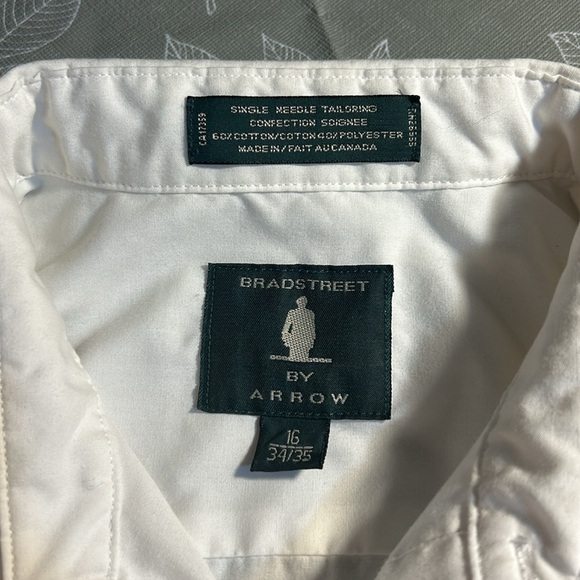 SINGLE NEEDLE TAILORING
CONFECTION SOIGNEE
60% COTTON/COTON 40% POLYESTER
MADE IN/FAIT AU CANADA
CA17359
BRADSTREET
BY
ARROW
16
34/35